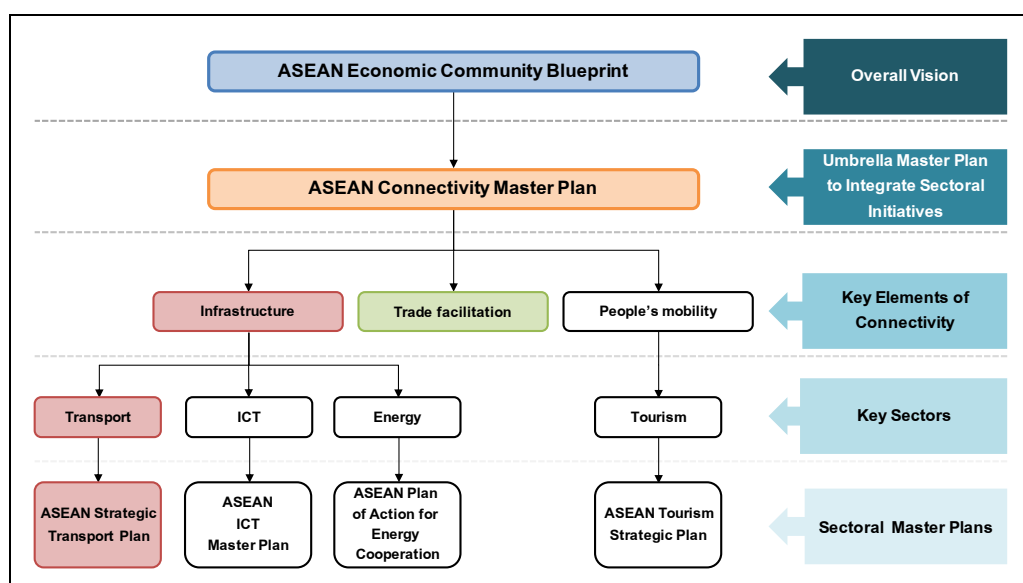 ASEAN Economic Community Blueprint
Overall Vision
ASEAN Connectivity Master Plan
Umbrella Master Plan
to Integrate Sectoral
Initiatives
Infrastructure
Trade facilitation
People's mobility
Key Elements of
Connectivity
Transport
ICT
Energy
Tourism
Key Sectors
ASEAN Strategic
Transport Plan
ASEAN
ICT
Master Plan
ASEAN Plan
of Action for
Energy
Cooperation
ASEAN Tourism
Strategic Plan
Sectoral Master Plans